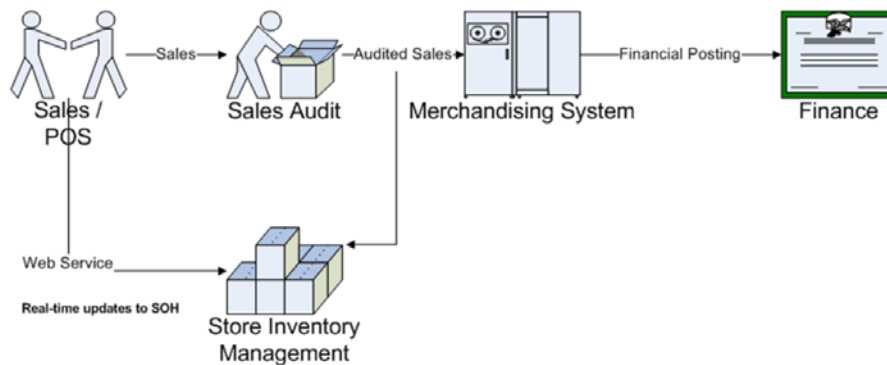 Sales
Audited Sales
Financial Posting
Sales /
POS
Sales Audit
Merchandising System
Finance
Web Service
Real-time updates to SOH
Store Inventory
Management